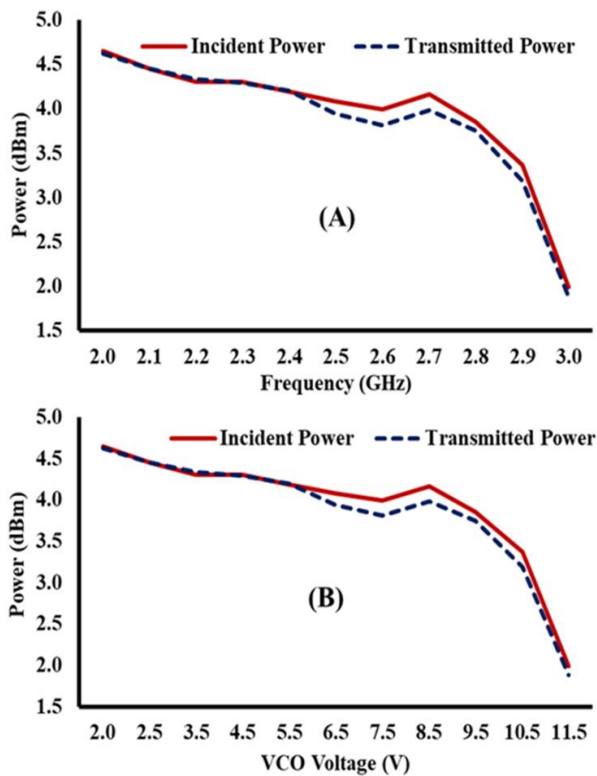 5.0
Incident Power
Transmitted Power
4.5
4.0
3.5
3.0
2.5
2.0
1.5
Power (dBm)
(A)
2.0 2.1 2.2 2.3 2.4 2.5 2.6 2.7 2.8 2.9 3.0
Frequency (GHz)
5.0
Incident Power
Transmitted Power
4.5
4.0
3.5
3.0
2.5
2.0
1.5
Power (dBm)
(B)
2.0 2.5 3.5 4.5 5.5 6.5 7.5 8.5 9.5 10.5 11.5
VCO Voltage (V)